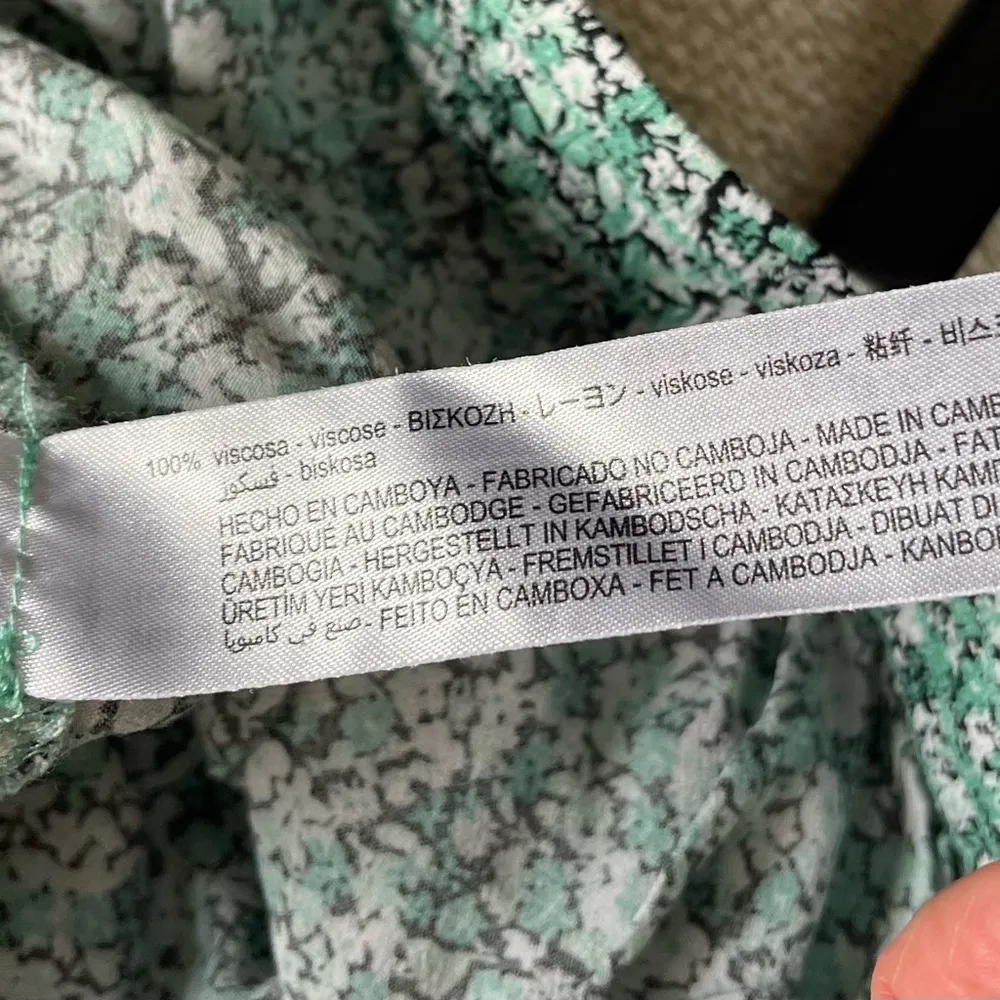 100% viscosa - viscose - ΒΙΣΚΟΖΗ - レーヨン - viskose - viskoza - 粘纤 - 비스
فسكوز - biskosa
HECHO EN CAMBOYA - FABRICADO NO CAMBOJA - MADE IN CAMB
FABRIQUE AU CAMBODGE - GEFABRICEERD IN CAMBODJA - FAT
CAMBOGIA - HERGESTELLT IN KAMBODSCHA - ΚΑΤΑΣΚΕΥΗ ΚΑΜΠ
ÜRETİM YERİ KAMBOÇYA - FREMSTILLET I CAMBODJA - DIBUAT DI
صنع في كامبوديا - FEITO EN CAMBOXA - FET A CAMBODJA - KANBO